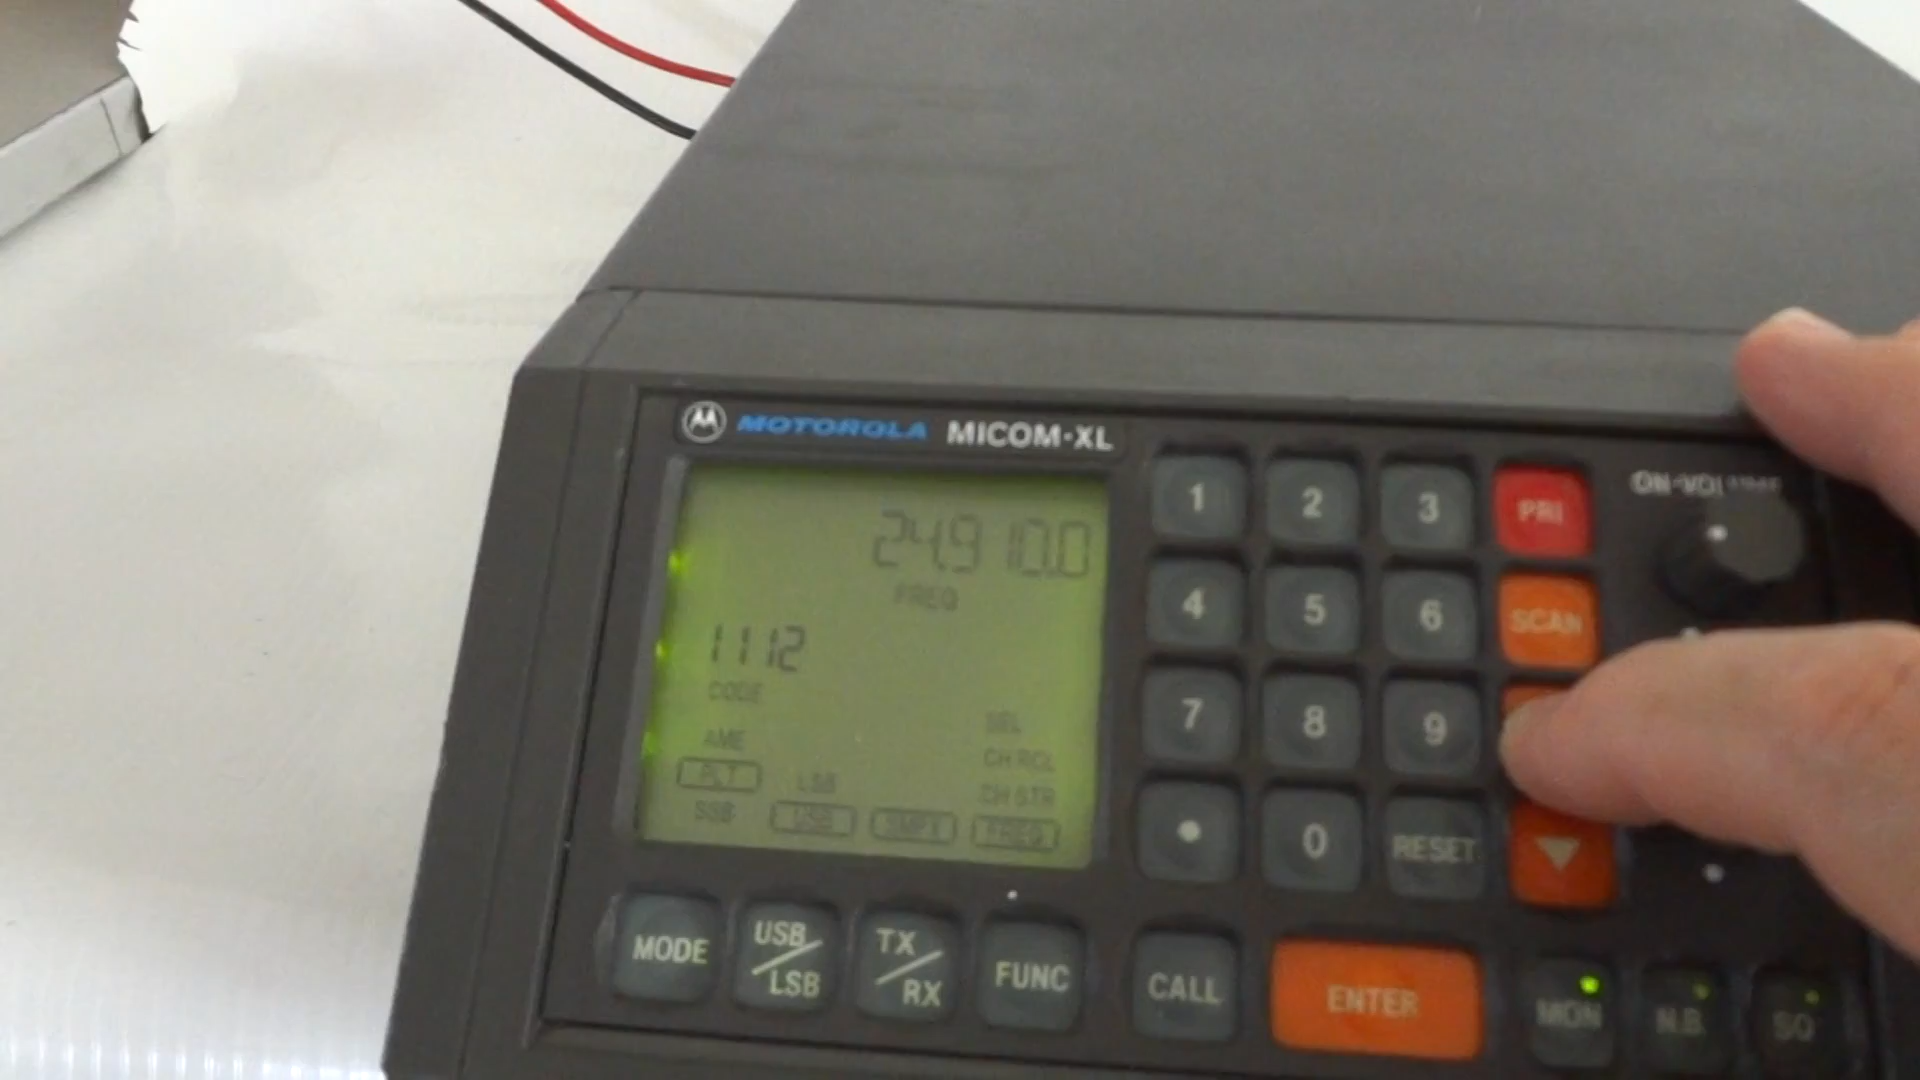 MOTOROLA MICOM-XL
24.910.0
FREQ
1112
CODE
AME
PLT
SSB
LSB
USB
SMPX
SEL
CH RCL
CH STR
FREQ
1 2 3 PRI
4 5 6 SCAN
7 8 9
0 RESET
MODE USB/LSB TX/RX FUNC CALL ENTER MON N.B. SQ